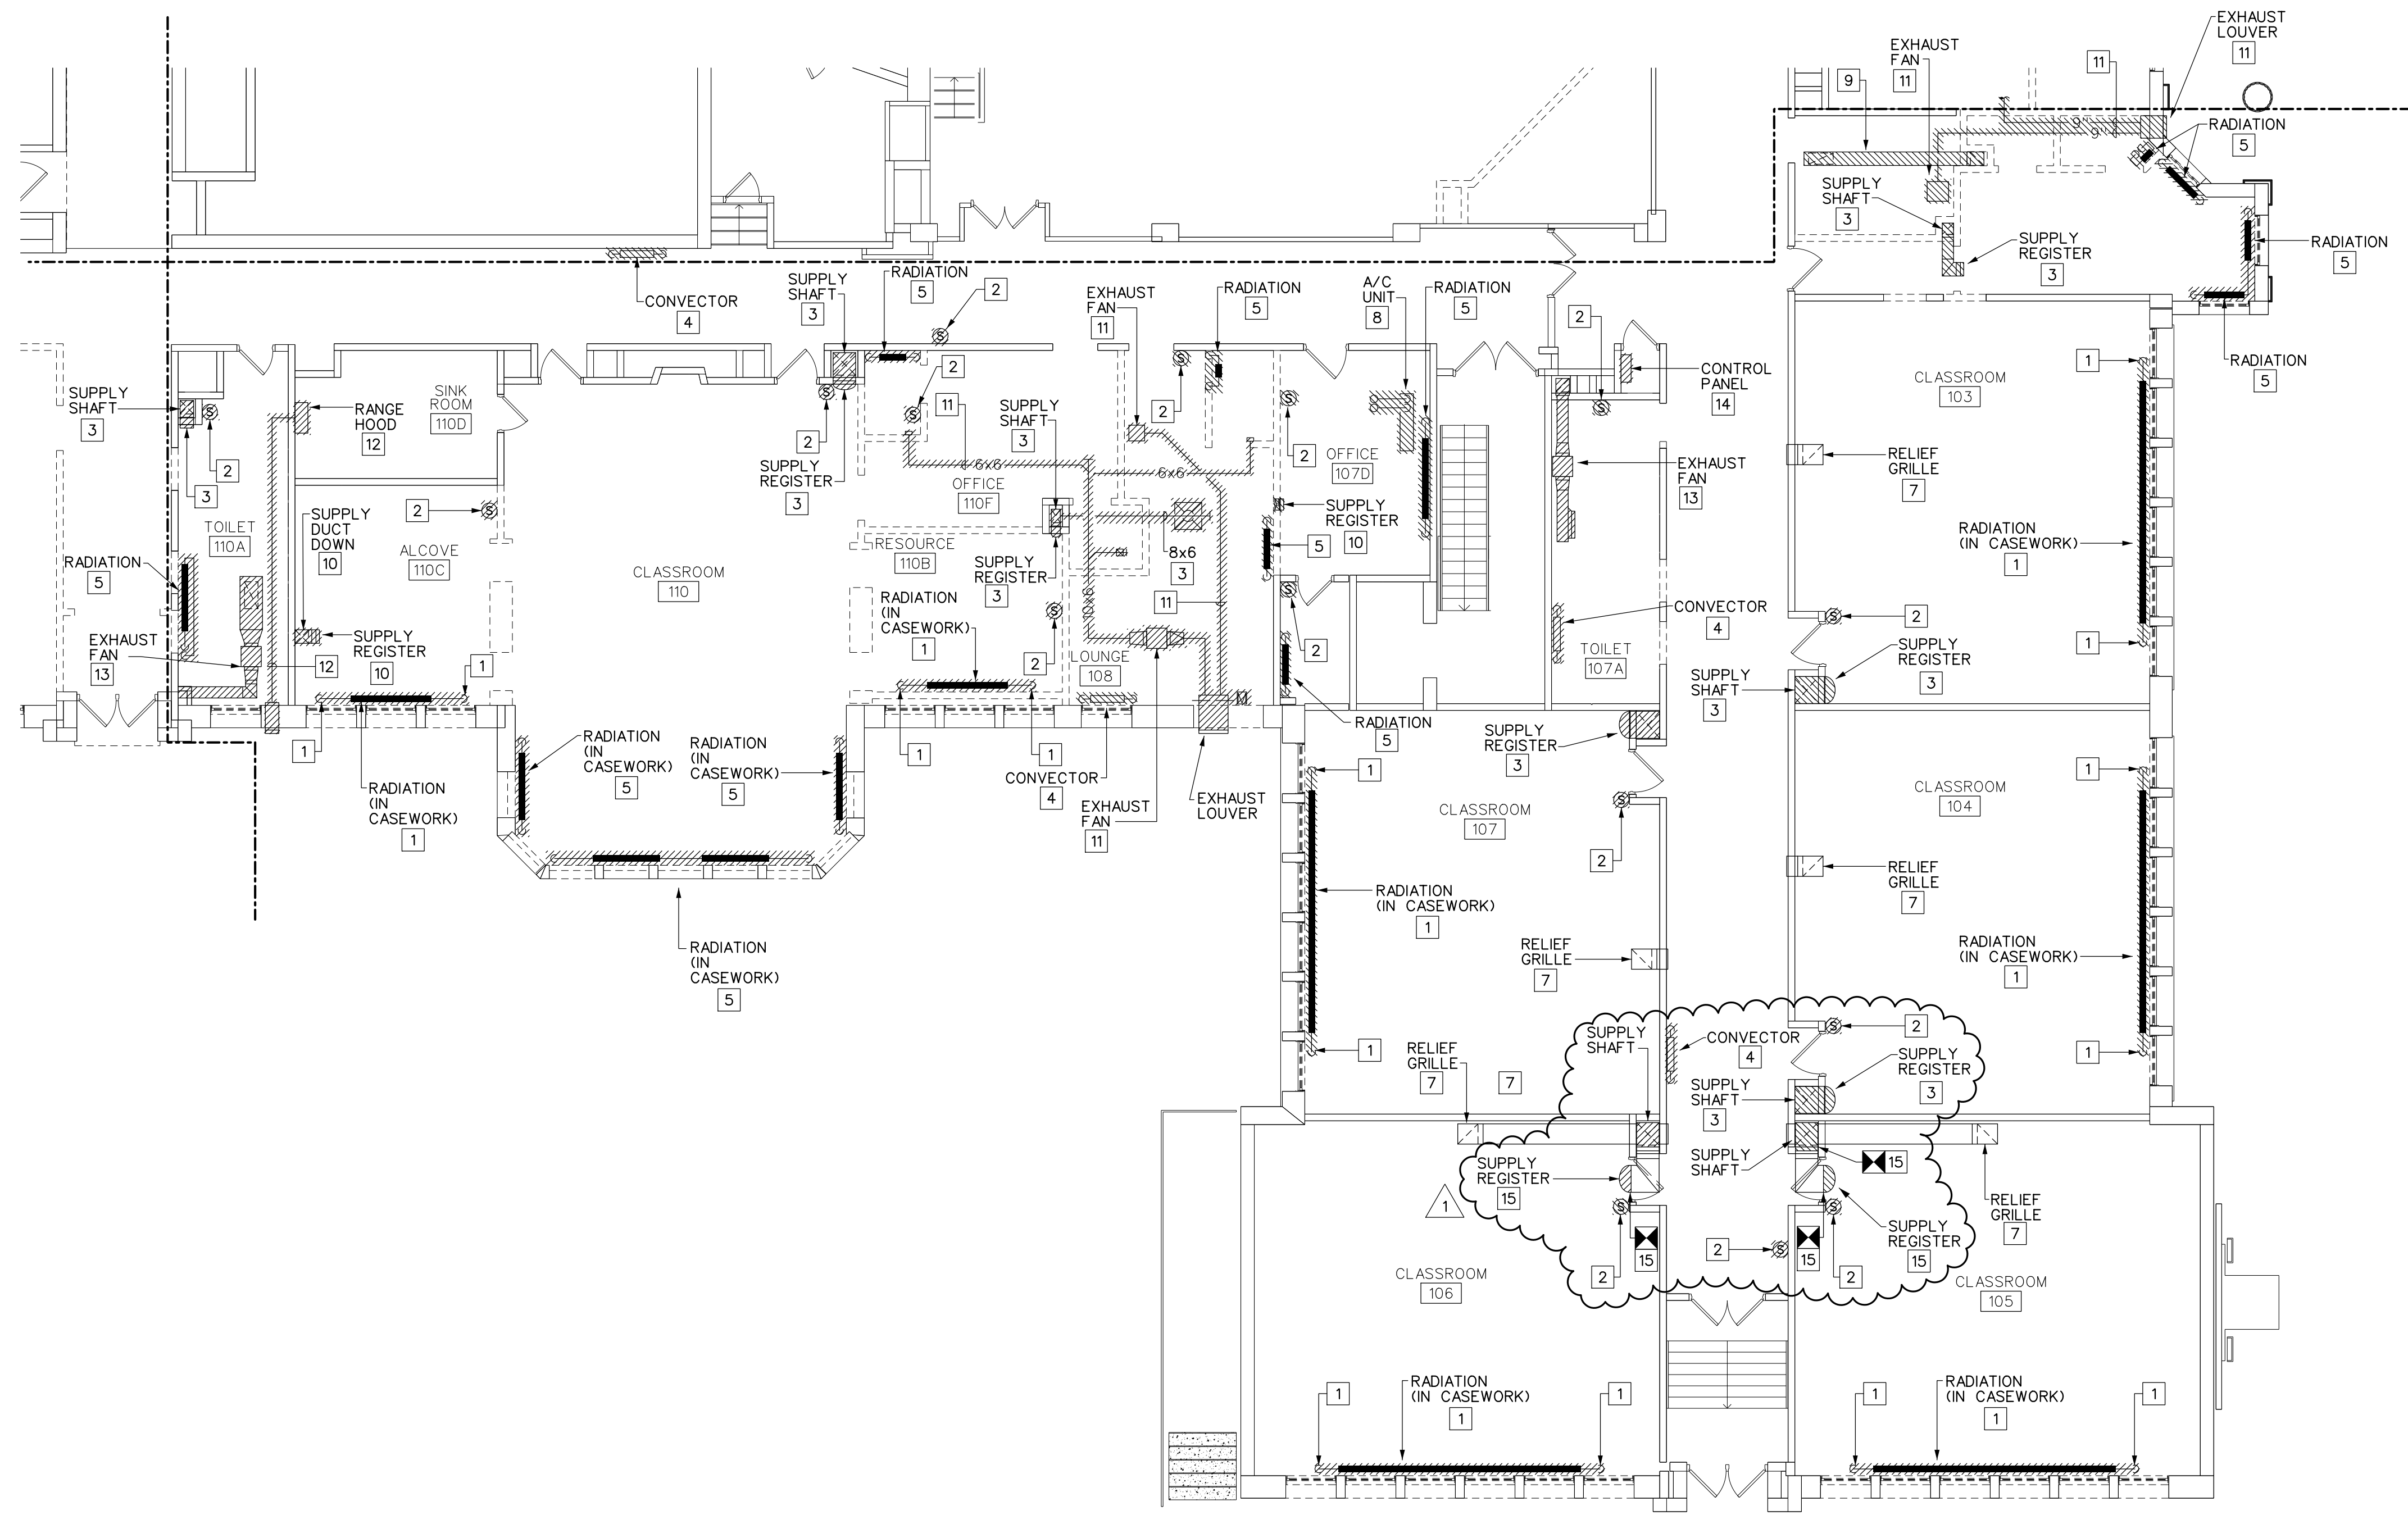 EXHAUST
LOUVER
11
EXHAUST
FAN
11
11
9
9"
9"
RADIATION
5
SUPPLY
SHAFT
3
SUPPLY
REGISTER
3
RADIATION
5
RADIATION
5
CONVECTOR
4
SUPPLY
SHAFT
3
RADIATION
5
S
2
EXHAUST
FAN
11
RADIATION
5
A/C
UNIT
8
RADIATION
5
2
S
CONTROL
PANEL
14
SUPPLY
SHAFT
3
S
2
3
RANGE
HOOD
12
SINK
ROOM
110D
S
2
SUPPLY
REGISTER
3
S
2
11
6x6
OFFICE
110F
SUPPLY
SHAFT
3
S
2
6x6
S
2
OFFICE
107D
EXHAUST
FAN
13
CLASSROOM
103
1
RELIEF
GRILLE
7
RADIATION
(IN CASEWORK)
1
1
TOILET
110A
SUPPLY
DUCT
DOWN
10
2
S
ALCOVE
110C
CLASSROOM
110
RESOURCE
110B
SUPPLY
REGISTER
3
8x6
3
10x6
SUPPLY
REGISTER
10
5
RADIATION
5
EXHAUST
FAN
13
12
SUPPLY
REGISTER
10
1
1
RADIATION
(IN
CASEWORK)
1
RADIATION
(IN
CASEWORK)
1
S
2
LOUNGE
108
11
M
S
2
RADIATION
5
CONVECTOR
4
TOILET
107A
S
2
SUPPLY
REGISTER
3
SUPPLY
SHAFT
3
RADIATION
(IN
CASEWORK)
5
RADIATION
(IN
CASEWORK)
5
1
1
CONVECTOR
4
EXHAUST
FAN
11
EXHAUST
LOUVER
SUPPLY
REGISTER
3
1
CLASSROOM
107
S
2
CLASSROOM
104
1
RELIEF
GRILLE
7
RADIATION
(IN
CASEWORK)
5
RADIATION
(IN CASEWORK)
1
RELIEF
GRILLE
7
RADIATION
(IN CASEWORK)
1
1
1
RELIEF
GRILLE
7
7
SUPPLY
SHAFT
CONVECTOR
4
S
2
SUPPLY
REGISTER
3
SUPPLY
SHAFT
3
SUPPLY
SHAFT
15
SUPPLY
REGISTER
15
1
S
2
15
2
S
15
S
2
SUPPLY
REGISTER
15
RELIEF
GRILLE
7
CLASSROOM
106
CLASSROOM
105
1
RADIATION
(IN CASEWORK)
1
1
1
RADIATION
(IN CASEWORK)
1
1